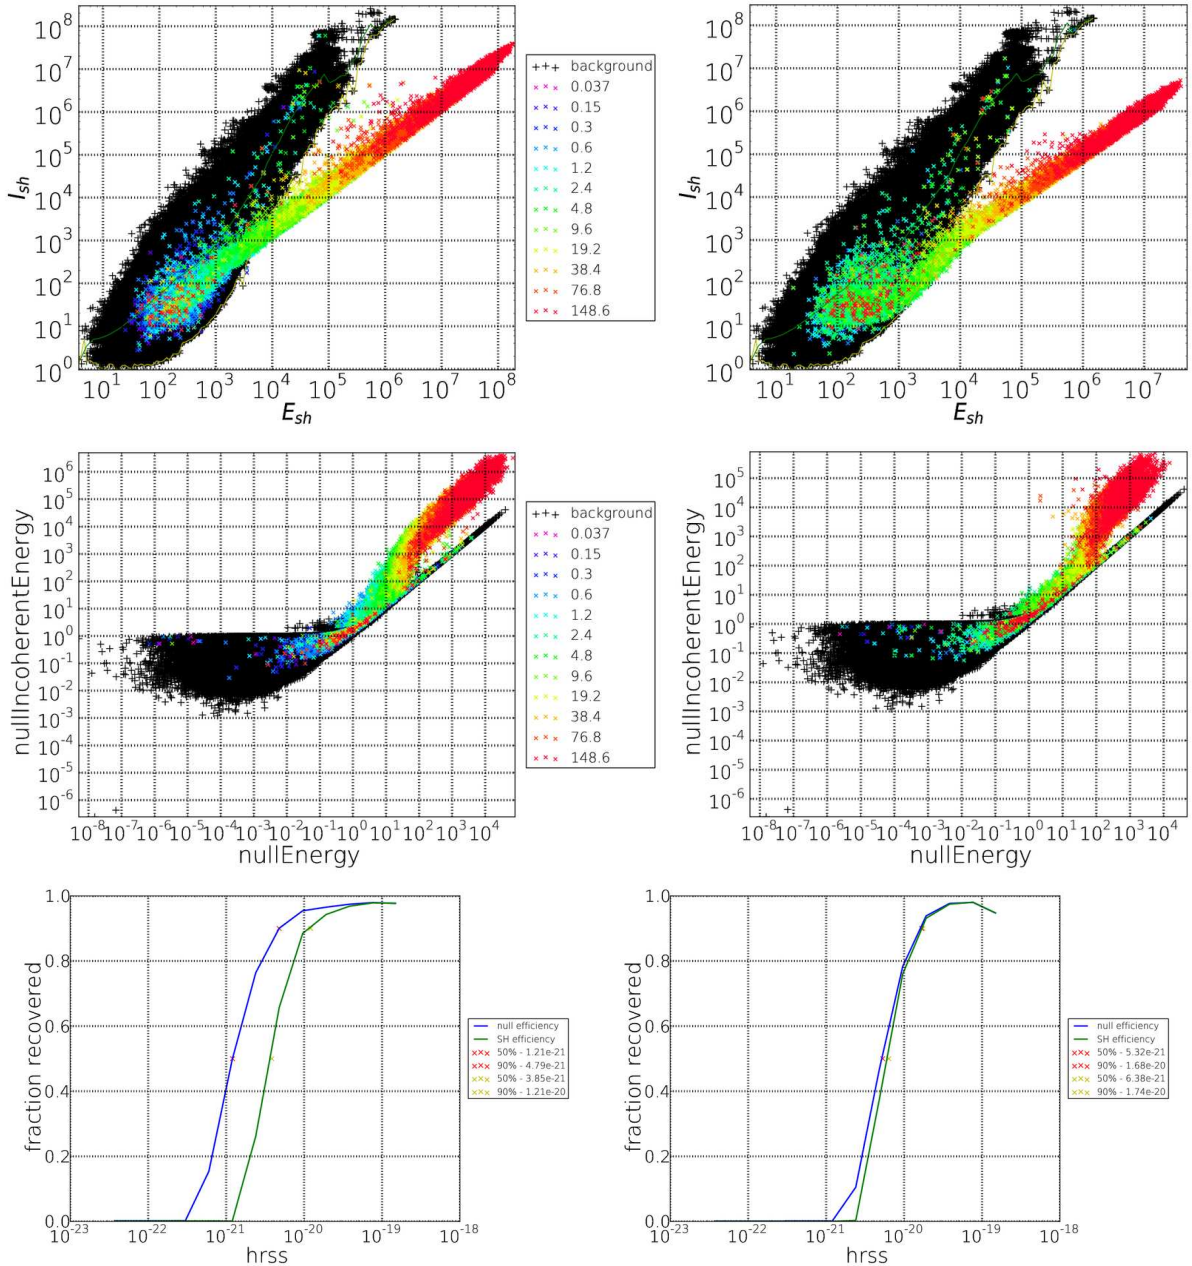 10^8
10^7
10^6
10^5
10^4
10^3
10^2
10^1
10^0
I_sh
10^1 10^2 10^3 10^4 10^5 10^6 10^7 10^8
E_sh
background
0.037
0.15
0.3
0.6
1.2
2.4
4.8
9.6
19.2
38.4
76.8
148.6
10^8
10^7
10^6
10^5
10^4
10^3
10^2
10^1
10^0
I_sh
10^1 10^2 10^3 10^4 10^5 10^6 10^7
E_sh
10^6
10^5
10^4
10^3
10^2
10^1
10^0
10^-1
10^-2
10^-3
10^-4
10^-5
10^-6
nullIncoherentEnergy
10^-8 10^-7 10^-6 10^-5 10^-4 10^-3 10^-2 10^-1 10^0 10^1 10^2 10^3 10^4
nullEnergy
background
0.037
0.15
0.3
0.6
1.2
2.4
4.8
9.6
19.2
38.4
76.8
148.6
10^5
10^4
10^3
10^2
10^1
10^0
10^-1
10^-2
10^-3
10^-4
10^-5
10^-6
nullIncoherentEnergy
10^-8 10^-7 10^-6 10^-5 10^-4 10^-3 10^-2 10^-1 10^0 10^1 10^2 10^3 10^4
nullEnergy
1.0
0.8
0.6
0.4
0.2
0.0
fraction recovered
10^-23 10^-22 10^-21 10^-20 10^-19 10^-18
hrss
null efficiency
SH efficiency
50% - 1.21e-21
90% - 4.79e-21
50% - 3.85e-21
90% - 1.21e-20
1.0
0.8
0.6
0.4
0.2
0.0
fraction recovered
10^-23 10^-22 10^-21 10^-20 10^-19 10^-18
hrss
null efficiency
SH efficiency
50% - 5.32e-21
90% - 1.68e-20
50% - 6.38e-21
90% - 1.74e-20